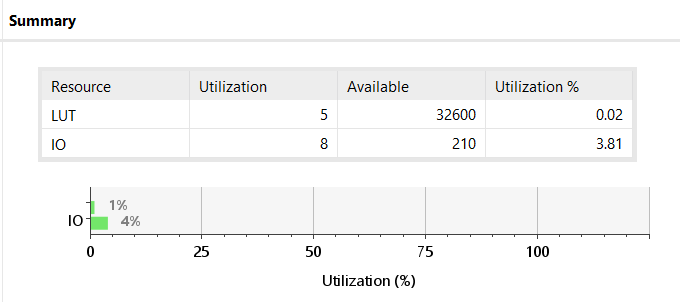 Summary
Resource Utilization Available Utilization %
LUT 5 32600 0.02
IO 8 210 3.81
1%
IO 4%
0 25 50 75 100
Utilization (%)